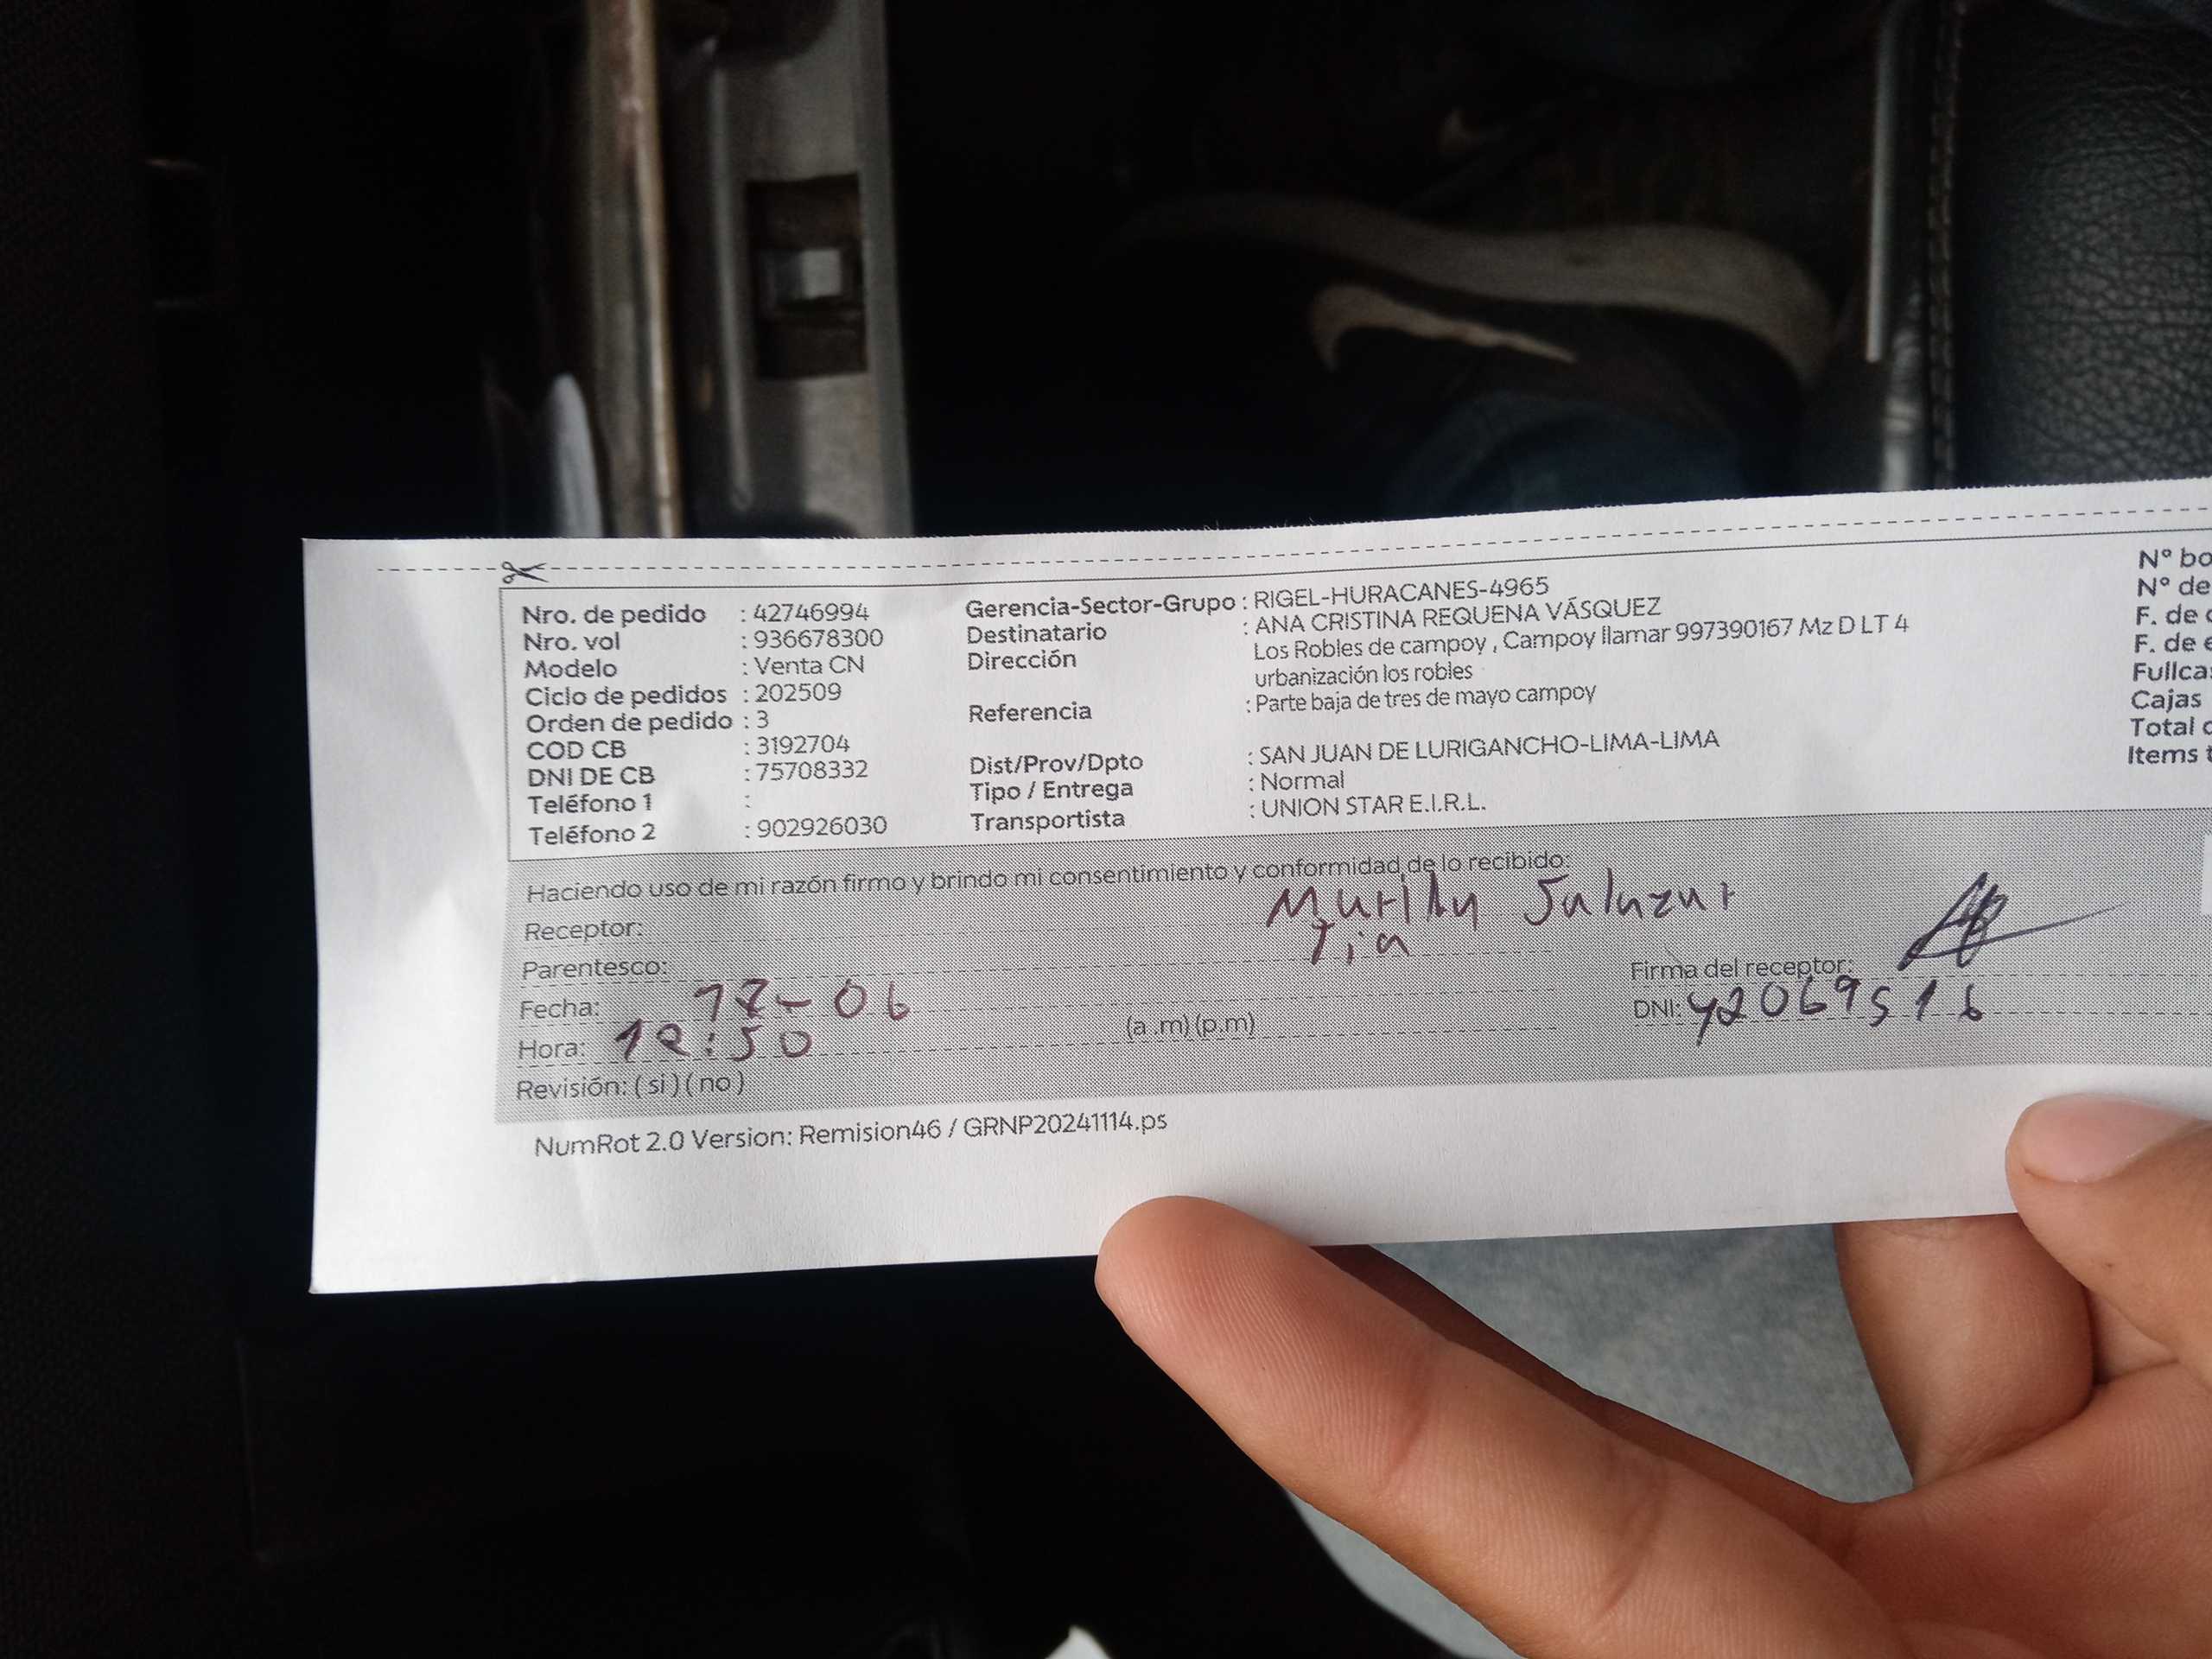 Nro. de pedido : 42746994
Nro. vol : 936678300
Modelo : Venta CN
Ciclo de pedidos : 202509
Orden de pedido : 3
COD CB : 3192704
DNI DE CB : 75708332
Teléfono 1 :
Teléfono 2 : 902926030
Gerencia-Sector-Grupo : RIGEL-HURACANES-4965
Destinatario : ANA CRISTINA REQUENA VÁSQUEZ
Dirección Los Robles de campoy , Campoy llamar 997390167 Mz D LT 4
urbanización los robles
Referencia : Parte baja de tres de mayo campoy
Dist/Prov/Dpto : SAN JUAN DE LURIGANCHO-LIMA-LIMA
Tipo / Entrega : Normal
Transportista : UNION STAR E.I.R.L.
Nº bo
Nº de
F. de
F. de
Fullca
Cajas
Total
Items
Haciendo uso de mi razón firmo y brindo mi consentimiento y conformidad de lo recibido:
Receptor: Salazar
Parentesco: Tia
Fecha: -06
Hora: 12:50 (a .m) (p.m)
Revisión: ( si ) ( no )
Firma del receptor:
DNI: 42069516
NumRot 2.0 Version: Remision46 / GRNP20241114.ps